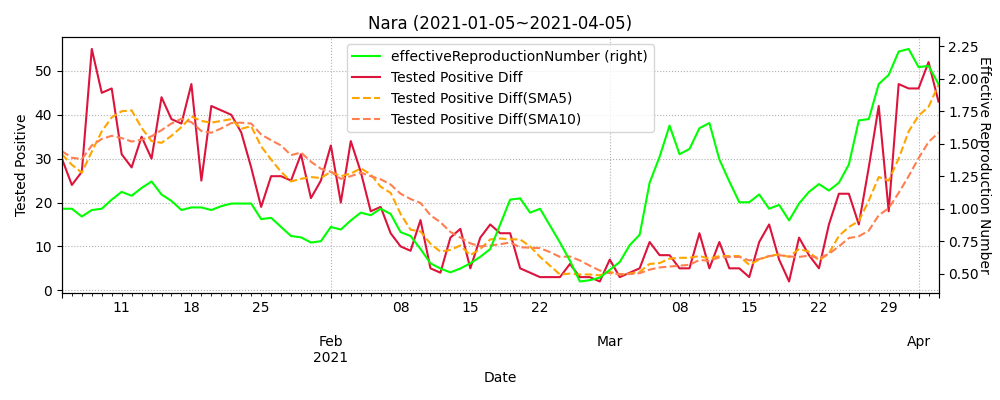 Nara (2021-01-05~2021-04-05)
effectiveReproductionNumber (right)
Tested Positive Diff
Tested Positive Diff(SMA5)
Tested Positive Diff(SMA10)
Tested Positive
50
40
30
20
10
0
2.25
2.00
1.75
1.50
1.25
1.00
0.75
0.50
Effective Reproduction Number
11 18 25 08 15 22 08 15 22 29
Feb Mar Apr
2021
Date